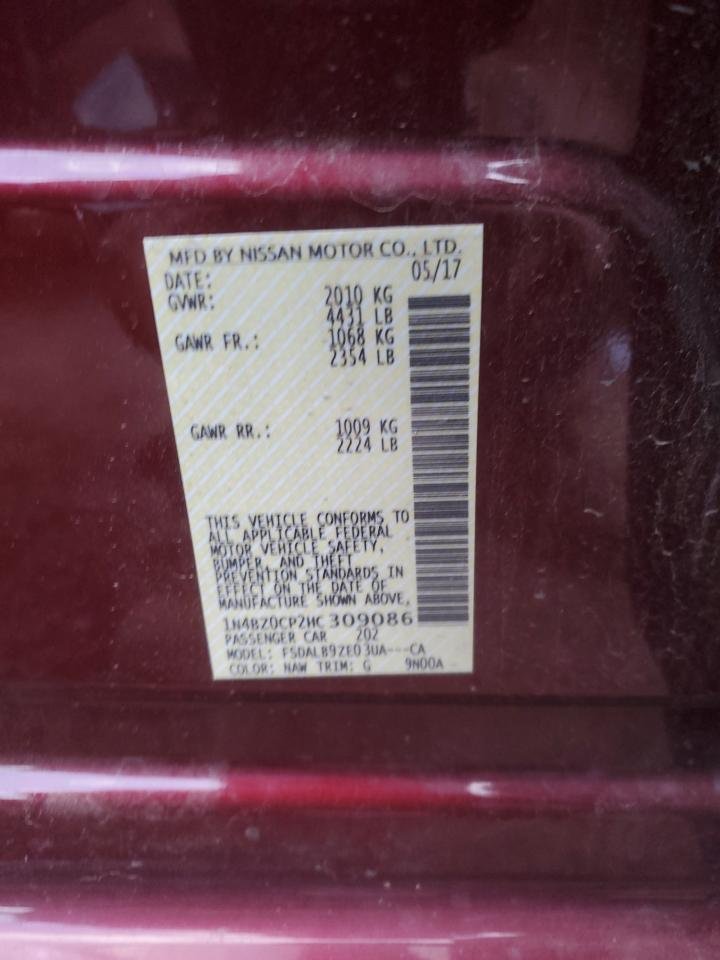 MFD BY NISSAN MOTOR CO., LTD.
DATE: 05/17
GVWR: 2010 KG
4431 LB
GAWR FR.: 1068 KG
2354 LB
GAWR RR.: 1009 KG
2224 LB
THIS VEHICLE CONFORMS TO
ALL APPLICABLE FEDERAL
MOTOR VEHICLE SAFETY,
BUMPER, AND THEFT
PREVENTION STANDARDS IN
EFFECT ON THE DATE OF
MANUFACTURE SHOWN ABOVE.
1N4BZ0CP2HC309086
PASSENGER CAR 202
MODEL: FSDALB9ZE03UA---CA
COLOR: NAW TRIM: G 9N00A